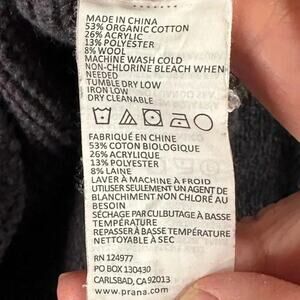 MADE IN CHINA
53% ORGANIC COTTON
26% ACRYLIC
13% POLYESTER
8% WOOL
MACHINE WASH COLD
NON-CHLORINE BLEACH WHEN
NEEDED
TUMBLE DRY LOW
IRON LOW
DRY CLEANABLE
FABRIQUÉ EN CHINE
53% COTON BIOLOGIQUE
26% ACRYLIQUE
13% POLYESTER
8% LAINE
LAVER À MACHINE À FROID
UTILISER SEULEMENT UN AGENT DE
BLANCHIMENT NON CHLORÉ AU
BESOIN
SÉCHAGE PAR CULBUTAGE À BASSE
TEMPÉRATURE
REPASSER À BASSE TEMPÉRATURE
NETTOYABLE À SEC
RN 124977
PO BOX 130430
CARLSBAD, CA 92013
www.prana.com